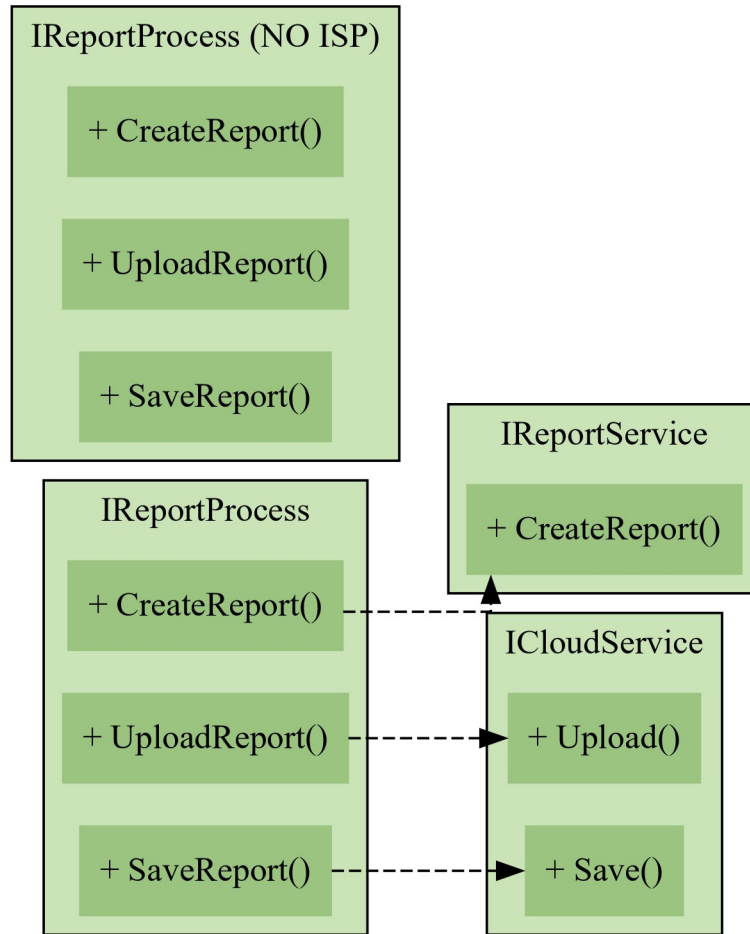 IReportProcess (NO ISP)
+ CreateReport()
+ UploadReport()
+ SaveReport()
IReportProcess
+ CreateReport()
+ UploadReport()
+ SaveReport()
IReportService
+ CreateReport()
ICloudService
+ Upload()
+ Save()